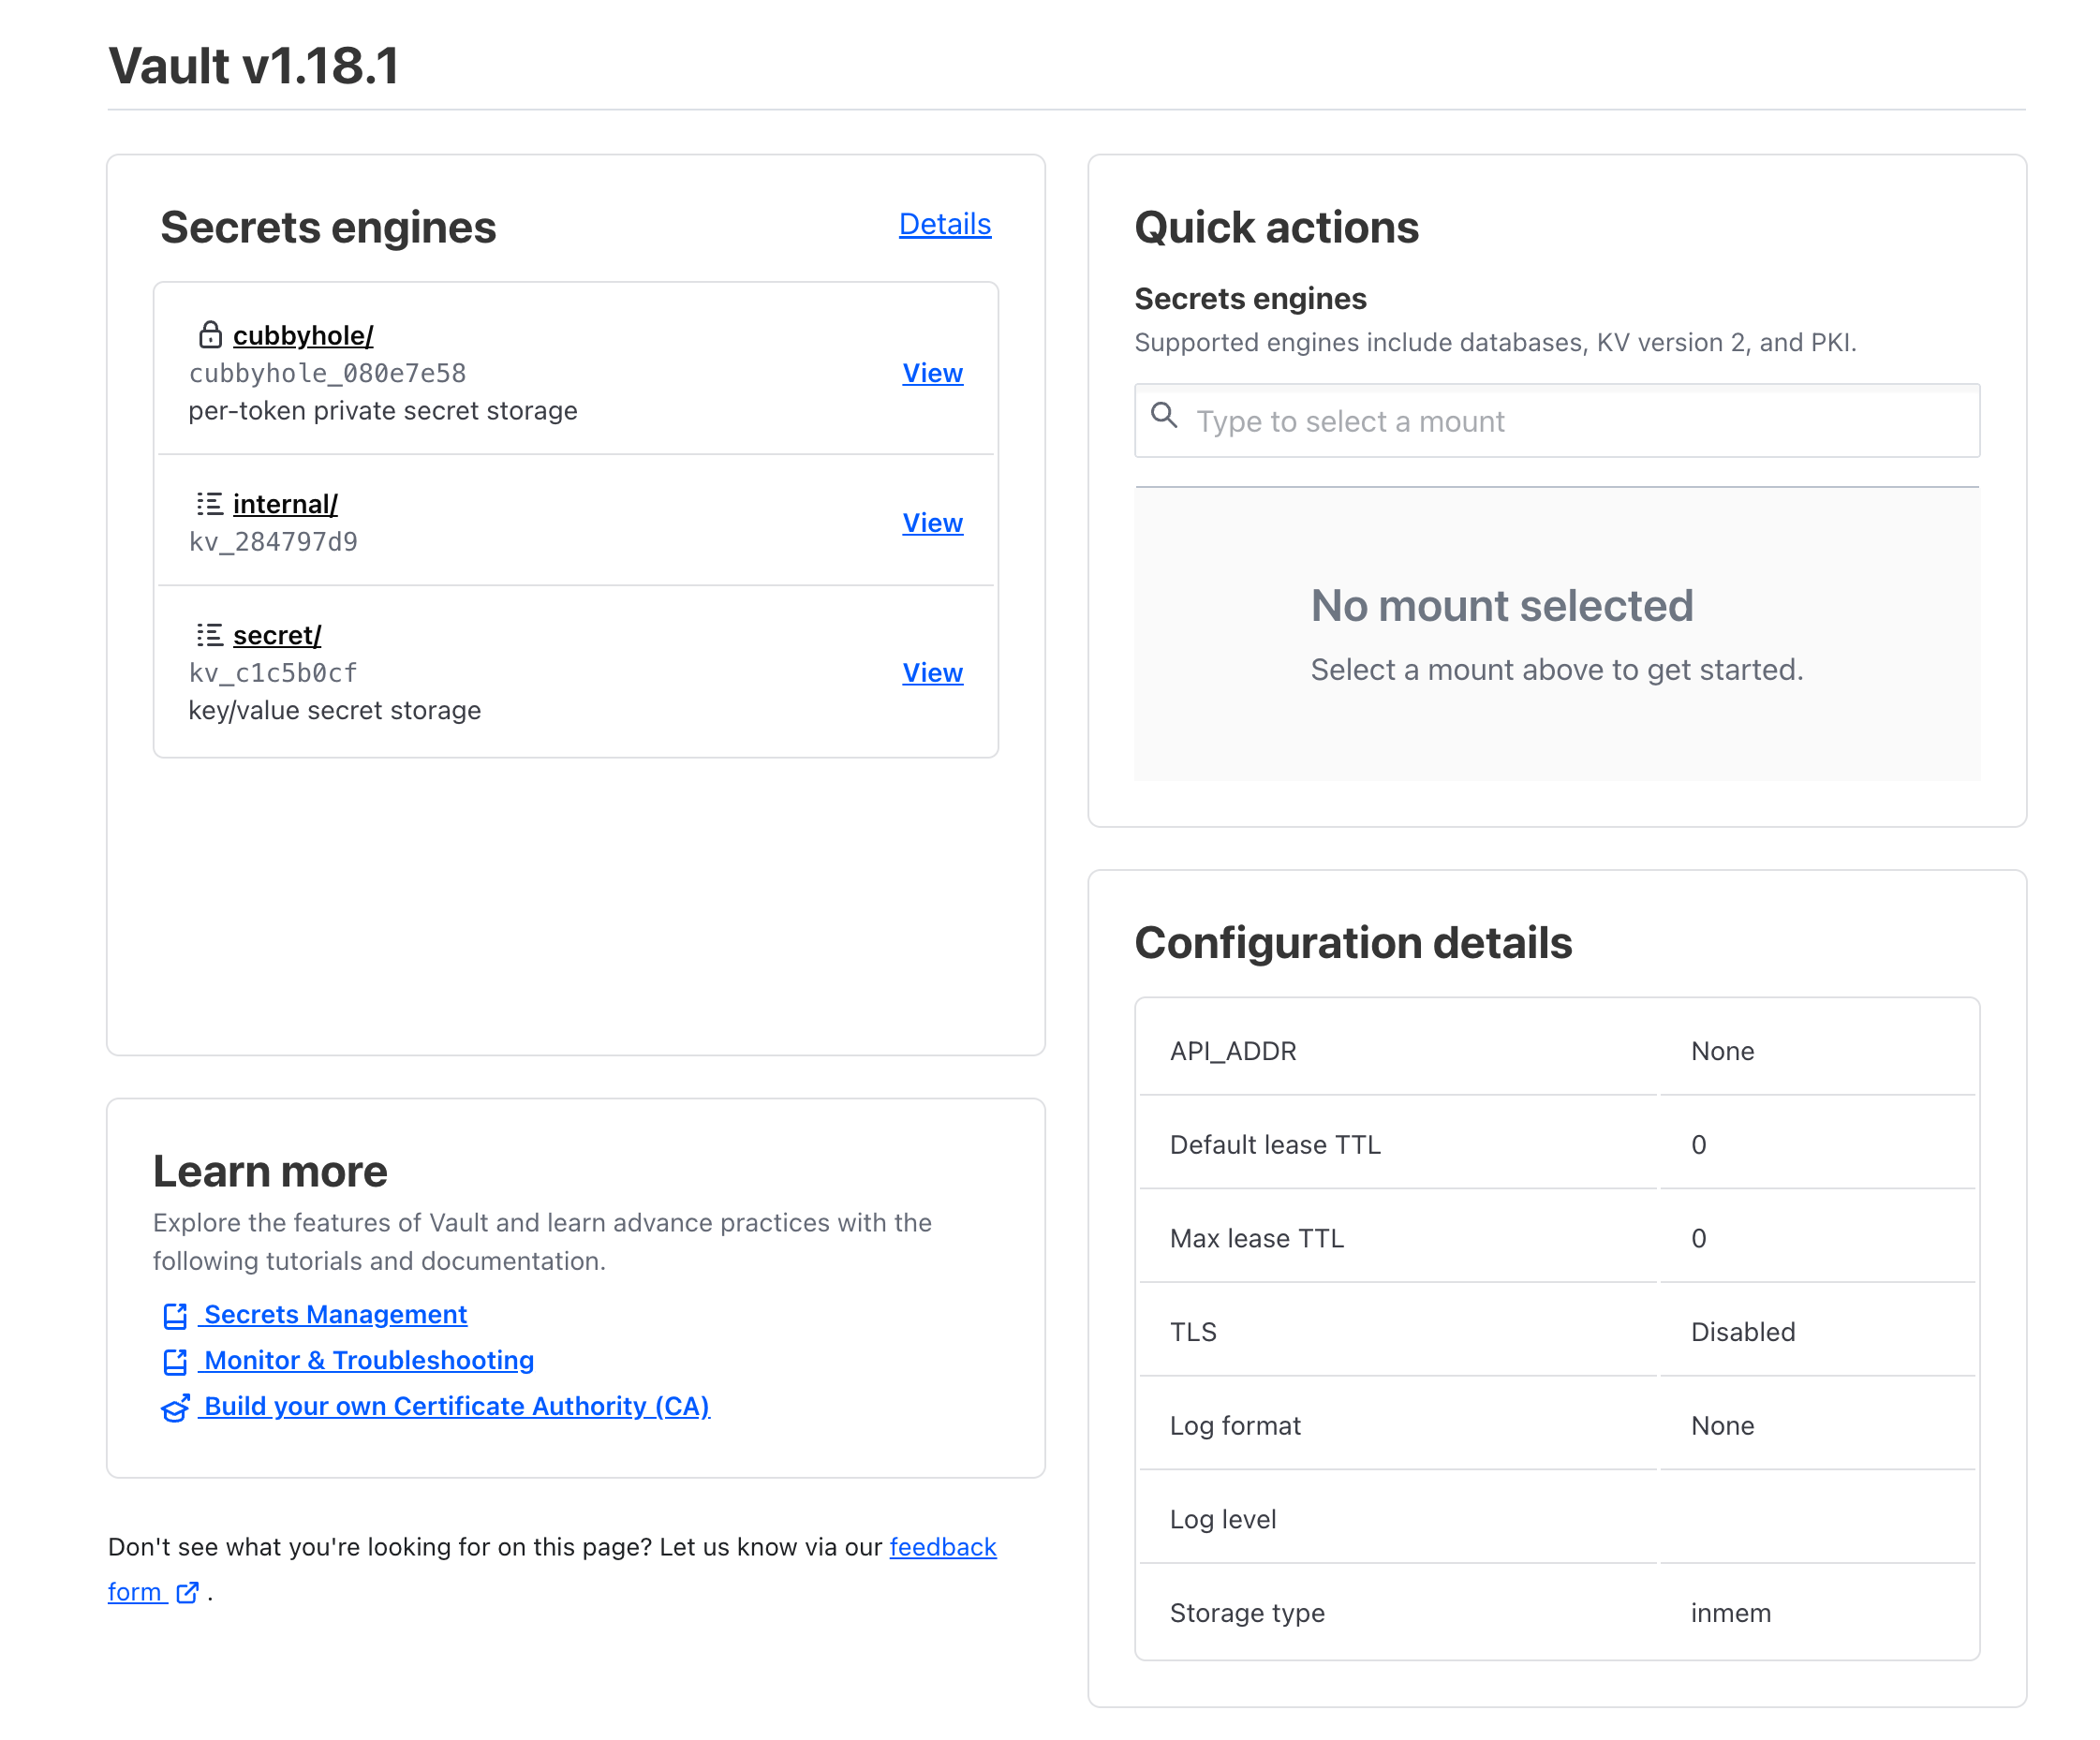 Vault v1.18.1
Secrets engines
Details
cubbyhole/
cubbyhole_080e7e58
per-token private secret storage
View
internal/
kv_284797d9
View
secret/
kv_c1c5b0cf
key/value secret storage
View
Learn more
Explore the features of Vault and learn advance practices with the
following tutorials and documentation.
Secrets Management
Monitor & Troubleshooting
Build your own Certificate Authority (CA)
Don't see what you're looking for on this page? Let us know via our feedback
form .
Quick actions
Secrets engines
Supported engines include databases, KV version 2, and PKI.
Type to select a mount
No mount selected
Select a mount above to get started.
Configuration details
API_ADDR None
Default lease TTL 0
Max lease TTL 0
TLS Disabled
Log format None
Log level
Storage type inmem